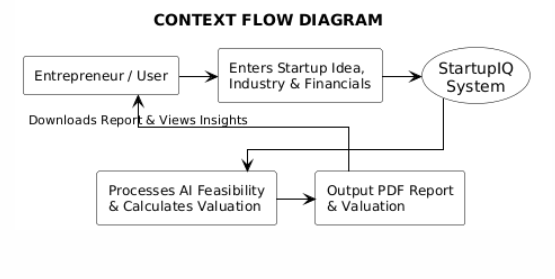 CONTEXT FLOW DIAGRAM
Entrepreneur / User
Enters Startup Idea,
Industry & Financials
StartupIQ
System
Downloads Report & Views Insights
Processes AI Feasibility
& Calculates Valuation
Output PDF Report
& Valuation